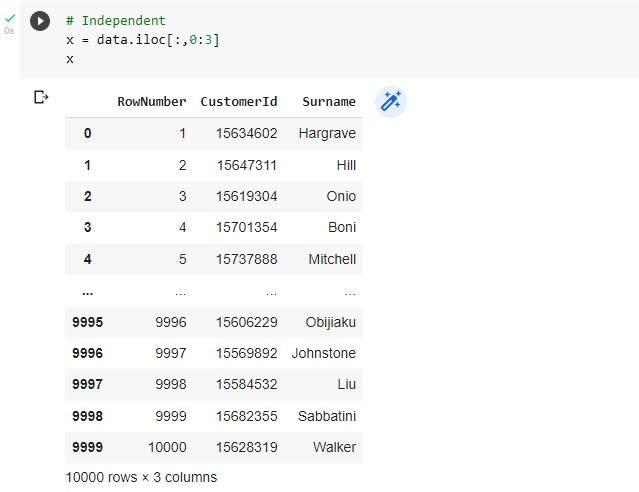 0s
# Independent
x = data.iloc[:,0:3]
x
RowNumber CustomerId Surname
0 1 15634602 Hargrave
1 2 15647311 Hill
2 3 15619304 Onio
3 4 15701354 Boni
4 5 15737888 Mitchell
... ... ... ...
9995 9996 15606229 Obijiaku
9996 9997 15569892 Johnstone
9997 9998 15584532 Liu
9998 9999 15682355 Sabbatini
9999 10000 15628319 Walker
10000 rows × 3 columns